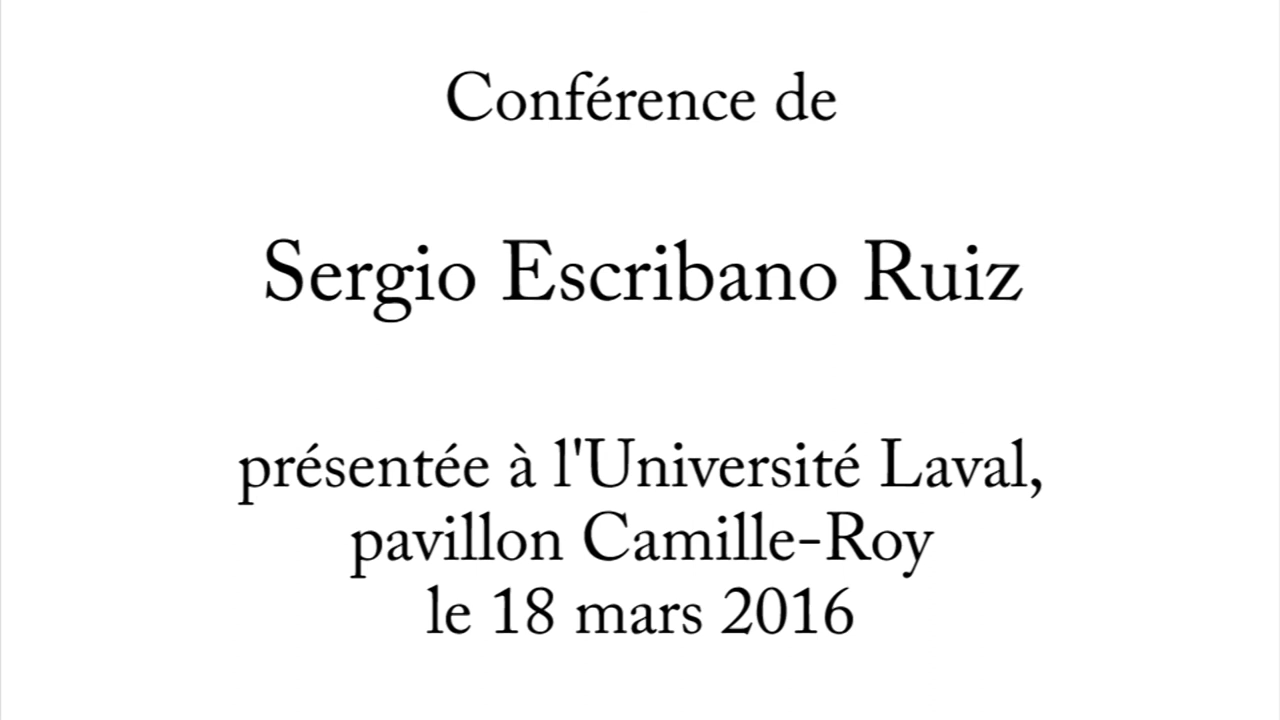 Conférence de
Sergio Escribano Ruiz
présentée à l'Université Laval,
pavillon Camille-Roy
le 18 mars 2016